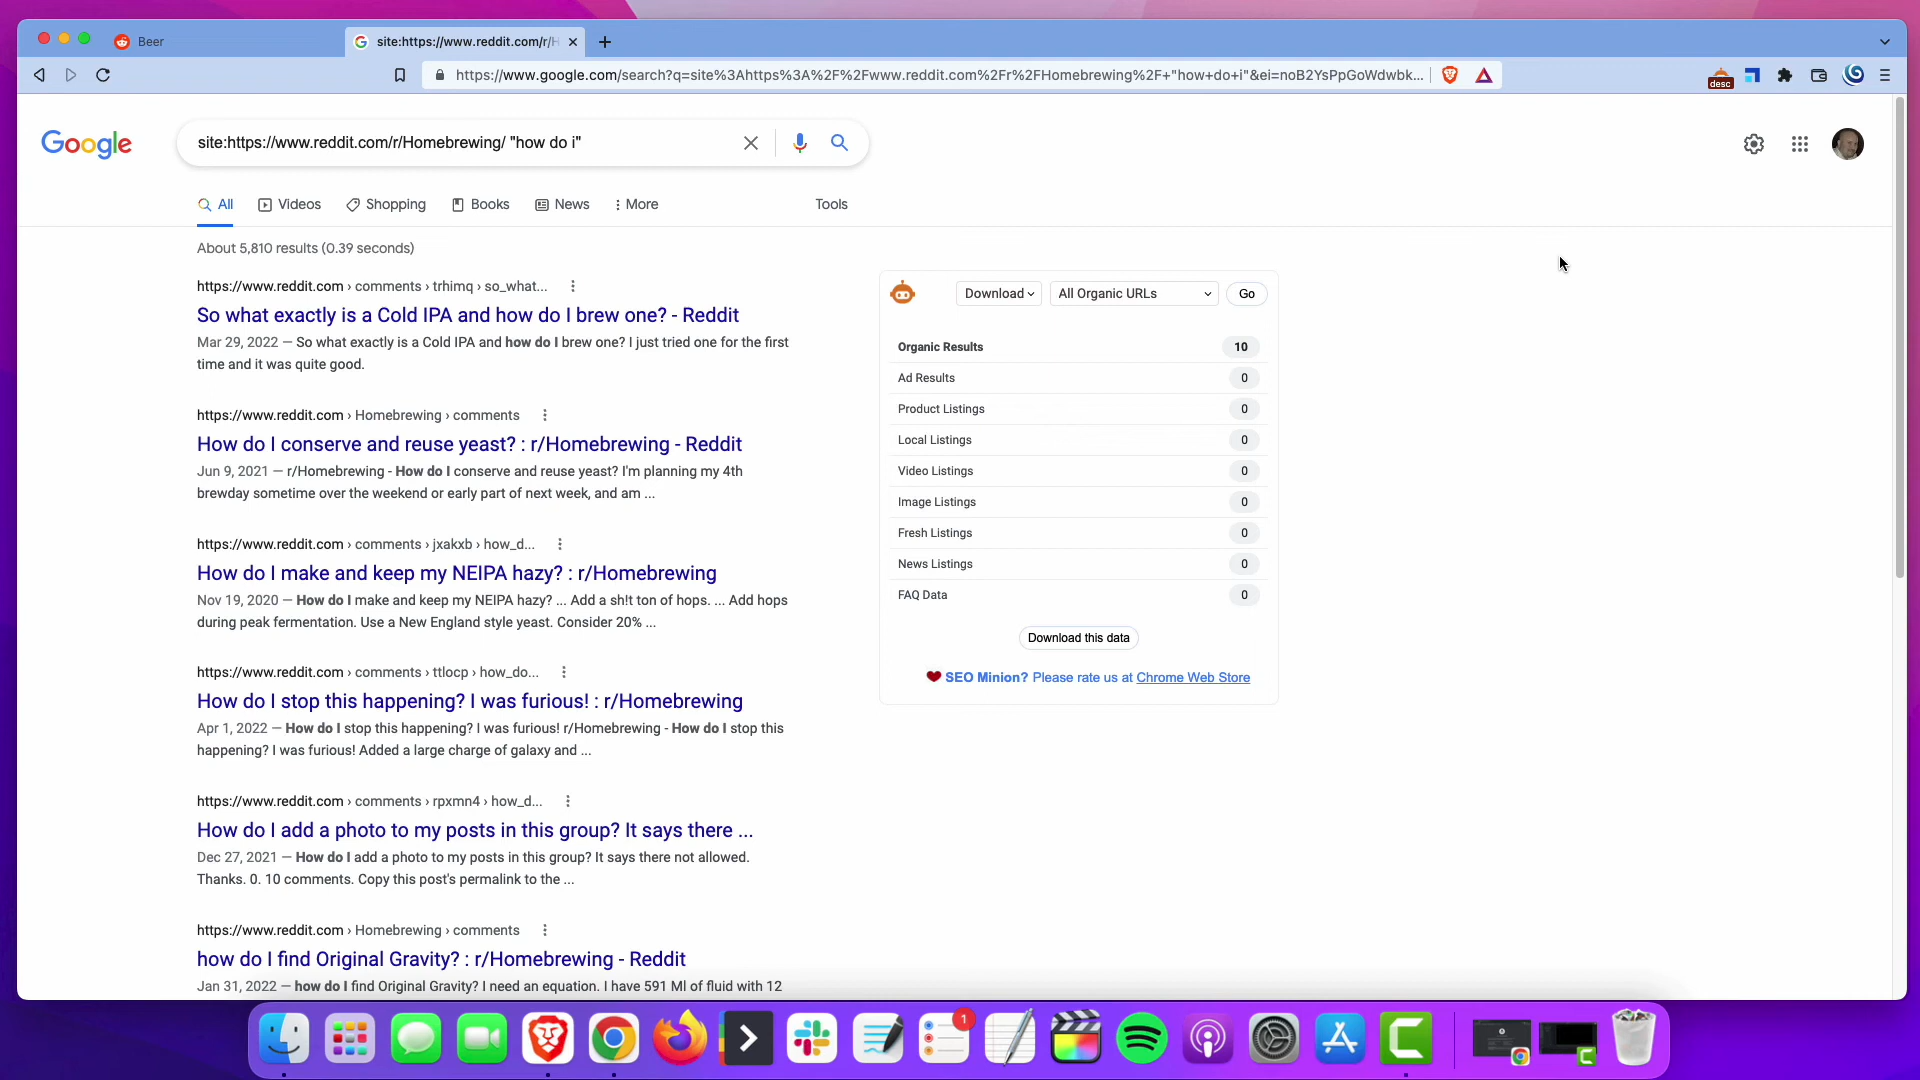 Beer
site:https://www.reddit.com/r/H
https://www.google.com/search?q=site%3Ahttps%3A%2F%2Fwww.reddit.com%2Fr%2FHomebrewing%2F+"how+do+i"&ei=noB2YsPpGoWdwbk...
desc
Google
site:https://www.reddit.com/r/Homebrewing/ "how do i"
All
Videos
Shopping
Books
News
More
Tools
About 5,810 results (0.39 seconds)
https://www.reddit.com › comments › trhimq › so_what...
So what exactly is a Cold IPA and how do I brew one? - Reddit
Mar 29, 2022 — So what exactly is a Cold IPA and how do I brew one? I just tried one for the first
time and it was quite good.
https://www.reddit.com › Homebrewing › comments
How do I conserve and reuse yeast? : r/Homebrewing - Reddit
Jun 9, 2021 — r/Homebrewing - How do I conserve and reuse yeast? I'm planning my 4th
brewday sometime over the weekend or early part of next week, and am ...
https://www.reddit.com › comments › jxakxb › how_d...
How do I make and keep my NEIPA hazy? : r/Homebrewing
Nov 19, 2020 — How do I make and keep my NEIPA hazy? ... Add a sh!t ton of hops. ... Add hops
during peak fermentation. Use a New England style yeast. Consider 20% ...
https://www.reddit.com › comments › ttlocp › how_do...
How do I stop this happening? I was furious! : r/Homebrewing
Apr 1, 2022 — How do I stop this happening? I was furious! r/Homebrewing - How do I stop this
happening? I was furious! Added a large charge of galaxy and ...
https://www.reddit.com › comments › rpxmn4 › how_d...
How do I add a photo to my posts in this group? It says there ...
Dec 27, 2021 — How do I add a photo to my posts in this group? It says there not allowed.
Thanks. 0. 10 comments. Copy this post's permalink to the ...
https://www.reddit.com › Homebrewing › comments
how do I find Original Gravity? : r/Homebrewing - Reddit
Jan 31, 2022 — how do I find Original Gravity? I need an equation. I have 591 Ml of fluid with 12
Download
All Organic URLs
Go
Organic Results 10
Ad Results 0
Product Listings 0
Local Listings 0
Video Listings 0
Image Listings 0
Fresh Listings 0
News Listings 0
FAQ Data 0
Download this data
SEO Minion? Please rate us at Chrome Web Store
1